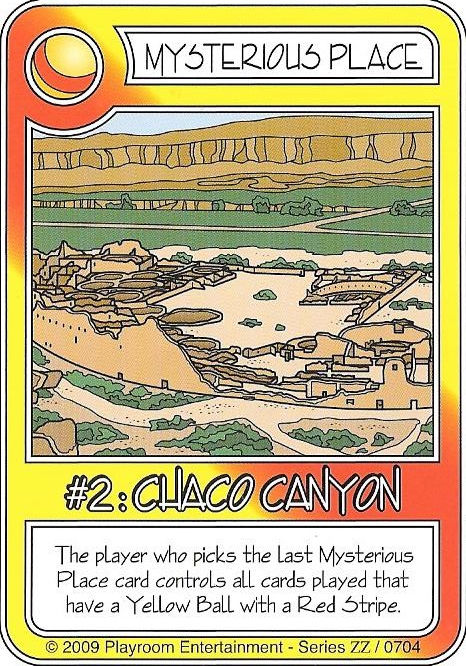 MYSTERIOUS PLACE
#2: CHACO CANYON
The player who picks the last Mysterious
Place card controls all cards played that
have a Yellow Ball with a Red Stripe.
© 2009 Playroom Entertainment - Series ZZ / 0704